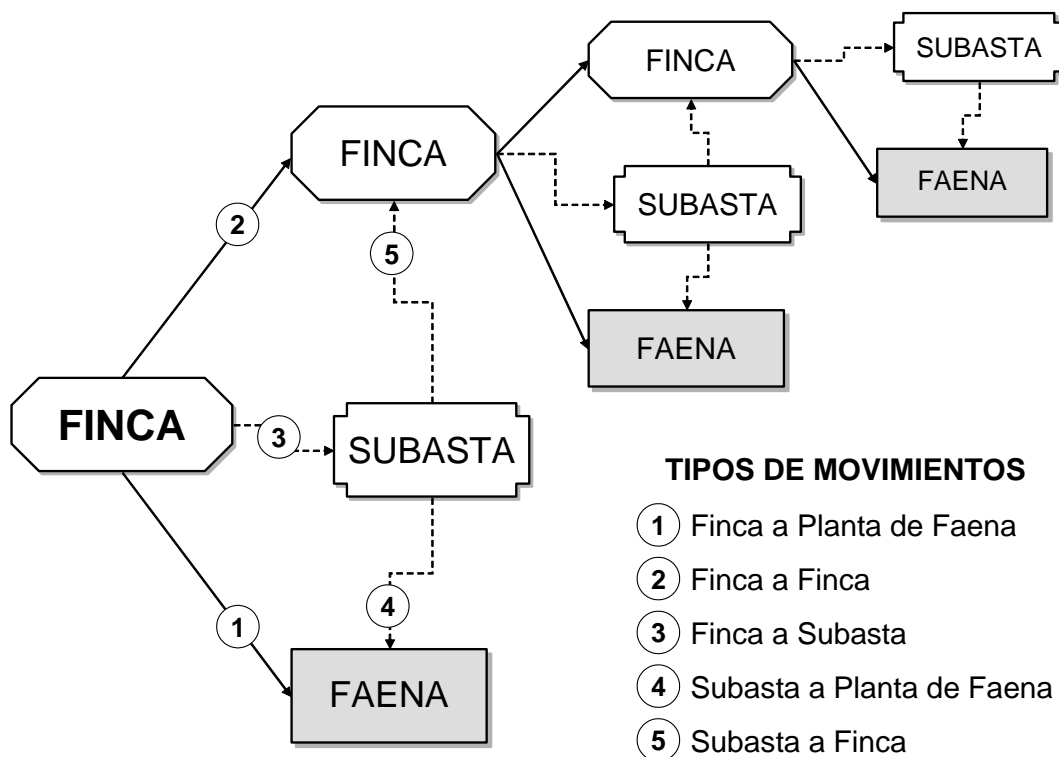 FINCA
SUBASTA
FINCA
FAENA
SUBASTA
2
5
FAENA
FINCA
3
SUBASTA
TIPOS DE MOVIMIENTOS
1 Finca a Planta de Faena
2 Finca a Finca
3 Finca a Subasta
4
1
4 Subasta a Planta de Faena
FAENA
5 Subasta a Finca